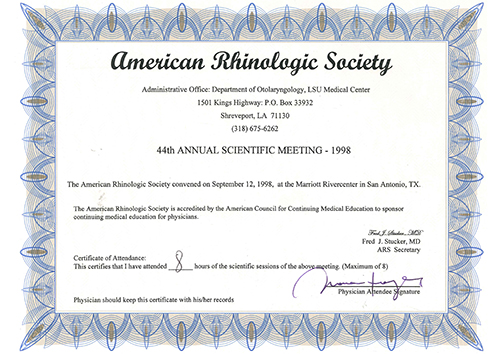 American Rhinologic Society
Administrative Office: Department of Otolaryngology, LSU Medical Center
1501 Kings Highway: P.O. Box 33932
Shreveport, LA 71130
(318) 675-6262
44th ANNUAL SCIENTIFIC MEETING - 1998
The American Rhinologic Society convened on September 12, 1998, at the Marriott Rivercenter in San Antonio, TX.
The American Rhinologic Society is accredited by the American Council for Continuing Medical Education to sponsor
continuing medical education for physicians.
Fred J. Stucker, MD
Fred J. Stucker, MD
ARS Secretary
Certificate of Attendance:
This certifies that I have attended 8 hours of the scientific sessions of the above meeting. (Maximum of 8)
Physician Attendee Signature
Physician should keep this certificate with his/her records